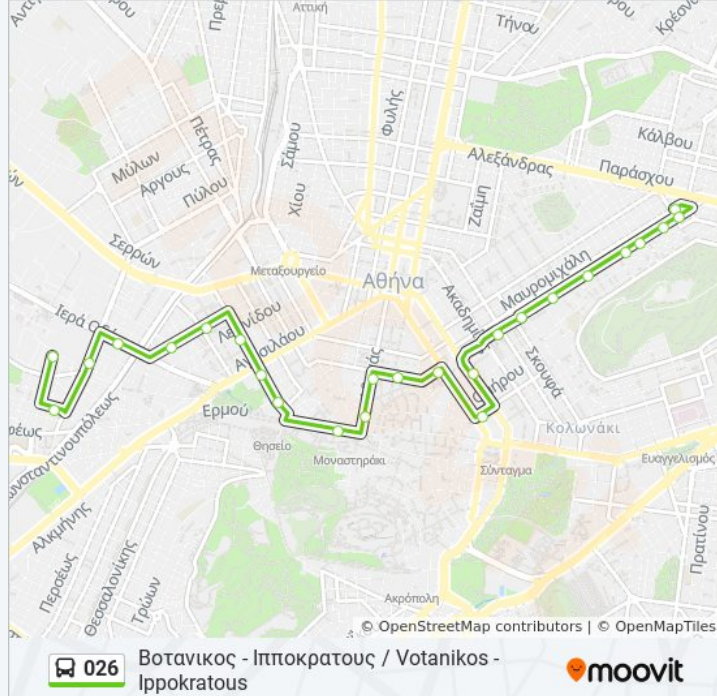 Αττική
Τήνου
Φυλής
Κάλβου
Αλεξάνδρας
Παράσχου
Πέτρας
Σάμου
Μύλων
Αργους
Πύλου
Χίου
Ζαΐμη
Σερρών
Μεταξουργείο
Αθήνα
Μαυρομιχάλη
Ιερά Οδός
Λεωνίδου
Αγησιλάου
Σκουφά
Ερμού
Κολωνάκι
Θησείο
Μοναστηράκι
Σύνταγμα
Ευαγγελισμός
Κωνσταντινουπόλεως
Αλκμήνης
Περσέως
Θεσσαλονίκης
Τρώων
Πρατίνου
Ακρόπολη
© OpenStreetMap contributors | © OpenMapTiles
026
Βοτανικος - Ιπποκρατους / Votanikos -
Ippokratous
moovit